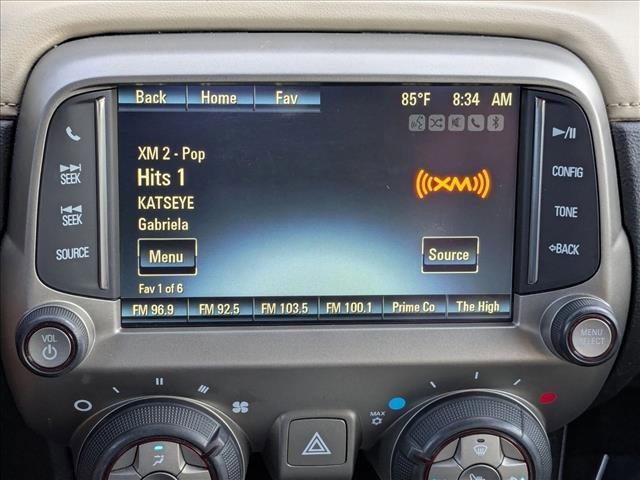 Back Home Fav 85°F 8:34 AM
XM 2 - Pop
Hits 1
KATSEYE
Gabriela
XM
Menu Source
Fav 1 of 6
FM 96.9 FM 92.5 FM 103.5 FM 100.1 Prime Co The High
SEEK
SEEK
SOURCE
CONFIG
TONE
BACK
VOL
MENU
SELECT
MAX